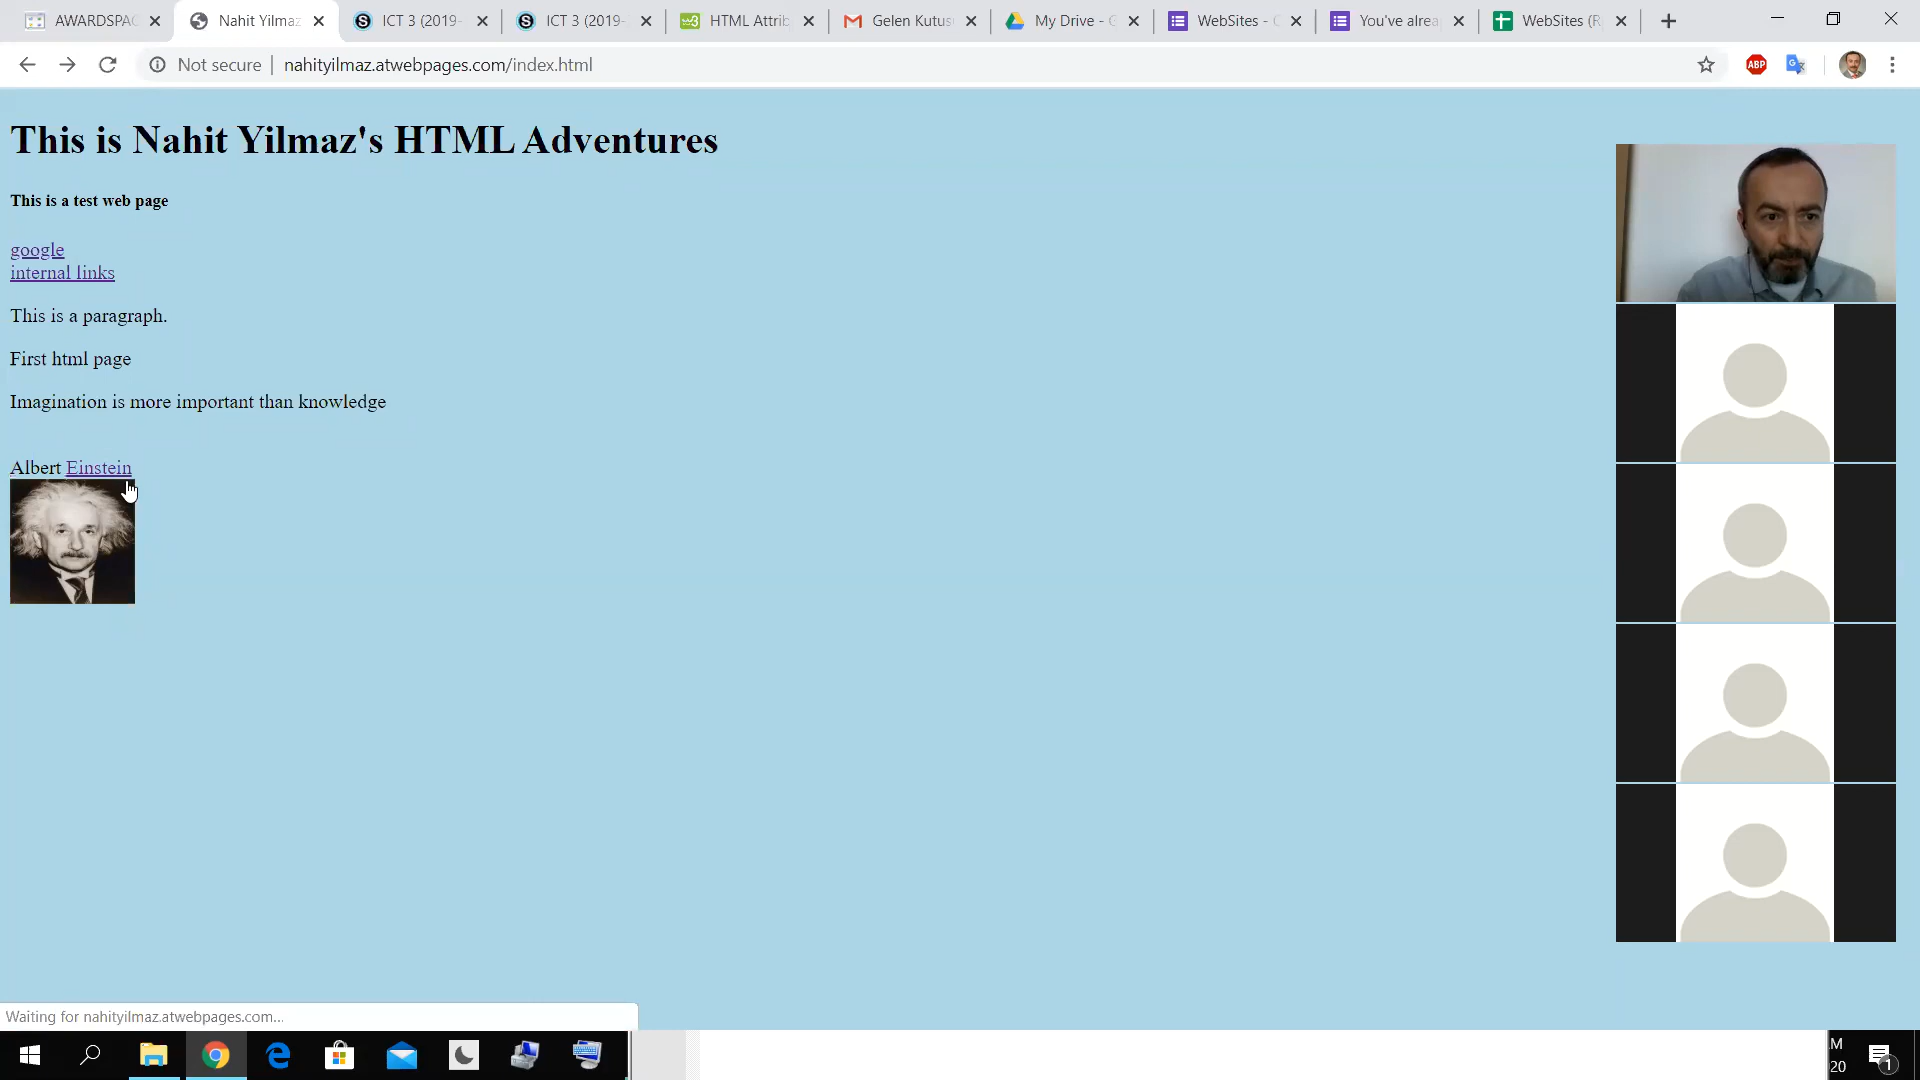 AWARDSPAC
Nahit Yilmaz
ICT 3 (2019-
ICT 3 (2019-
HTML Attrib
Gelen Kutus
My Drive - G
WebSites -
You've alrea
WebSites (R
Not secure
nahityilmaz.atwebpages.com/index.html
ABP
This is Nahit Yilmaz's HTML Adventures
This is a test web page
google
internal links
This is a paragraph.
First html page
Imagination is more important than knowledge
Albert Einstein
Waiting for nahityilmaz.atwebpages.com...
M
20
1